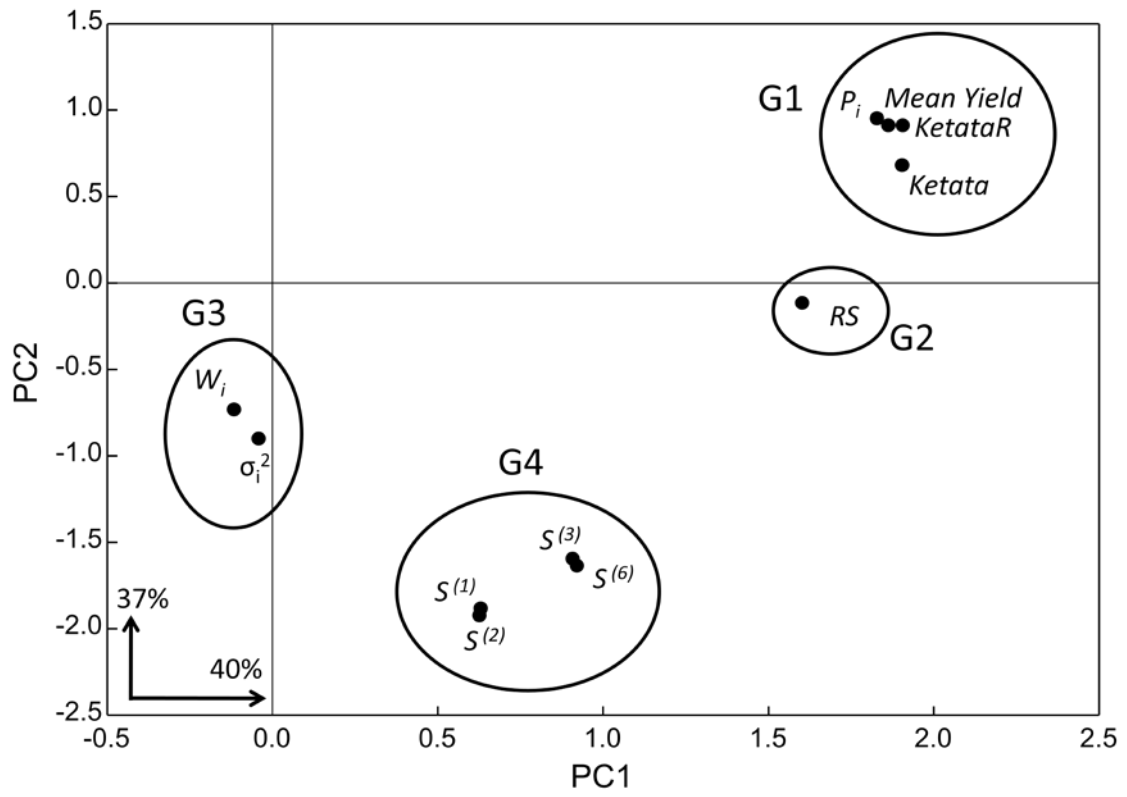 1.5
1.0
0.5
0.0
-0.5
-1.0
-1.5
-2.0
-2.5
PC2
-0.5 0.0 0.5 1.0 1.5 2.0 2.5
PC1
G1
P_i Mean Yield
KetataR
Ketata
RS
G2
G3
W_i
σ_i²
G4
S⁽³⁾
S⁽⁶⁾
S⁽¹⁾
S⁽²⁾
37%
40%